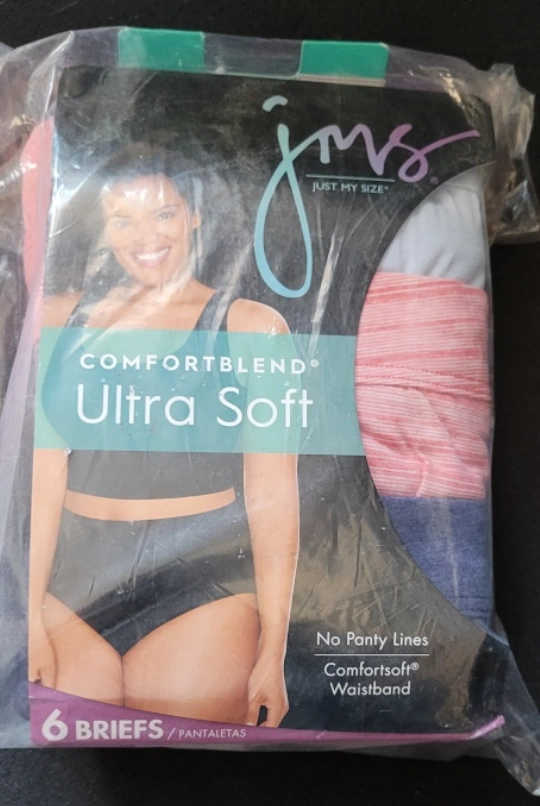 jms®
JUST MY SIZE®
COMFORTBLEND®
Ultra Soft
No Panty Lines
Comfortsoft®
Waistband
6 BRIEFS / PANTALETAS